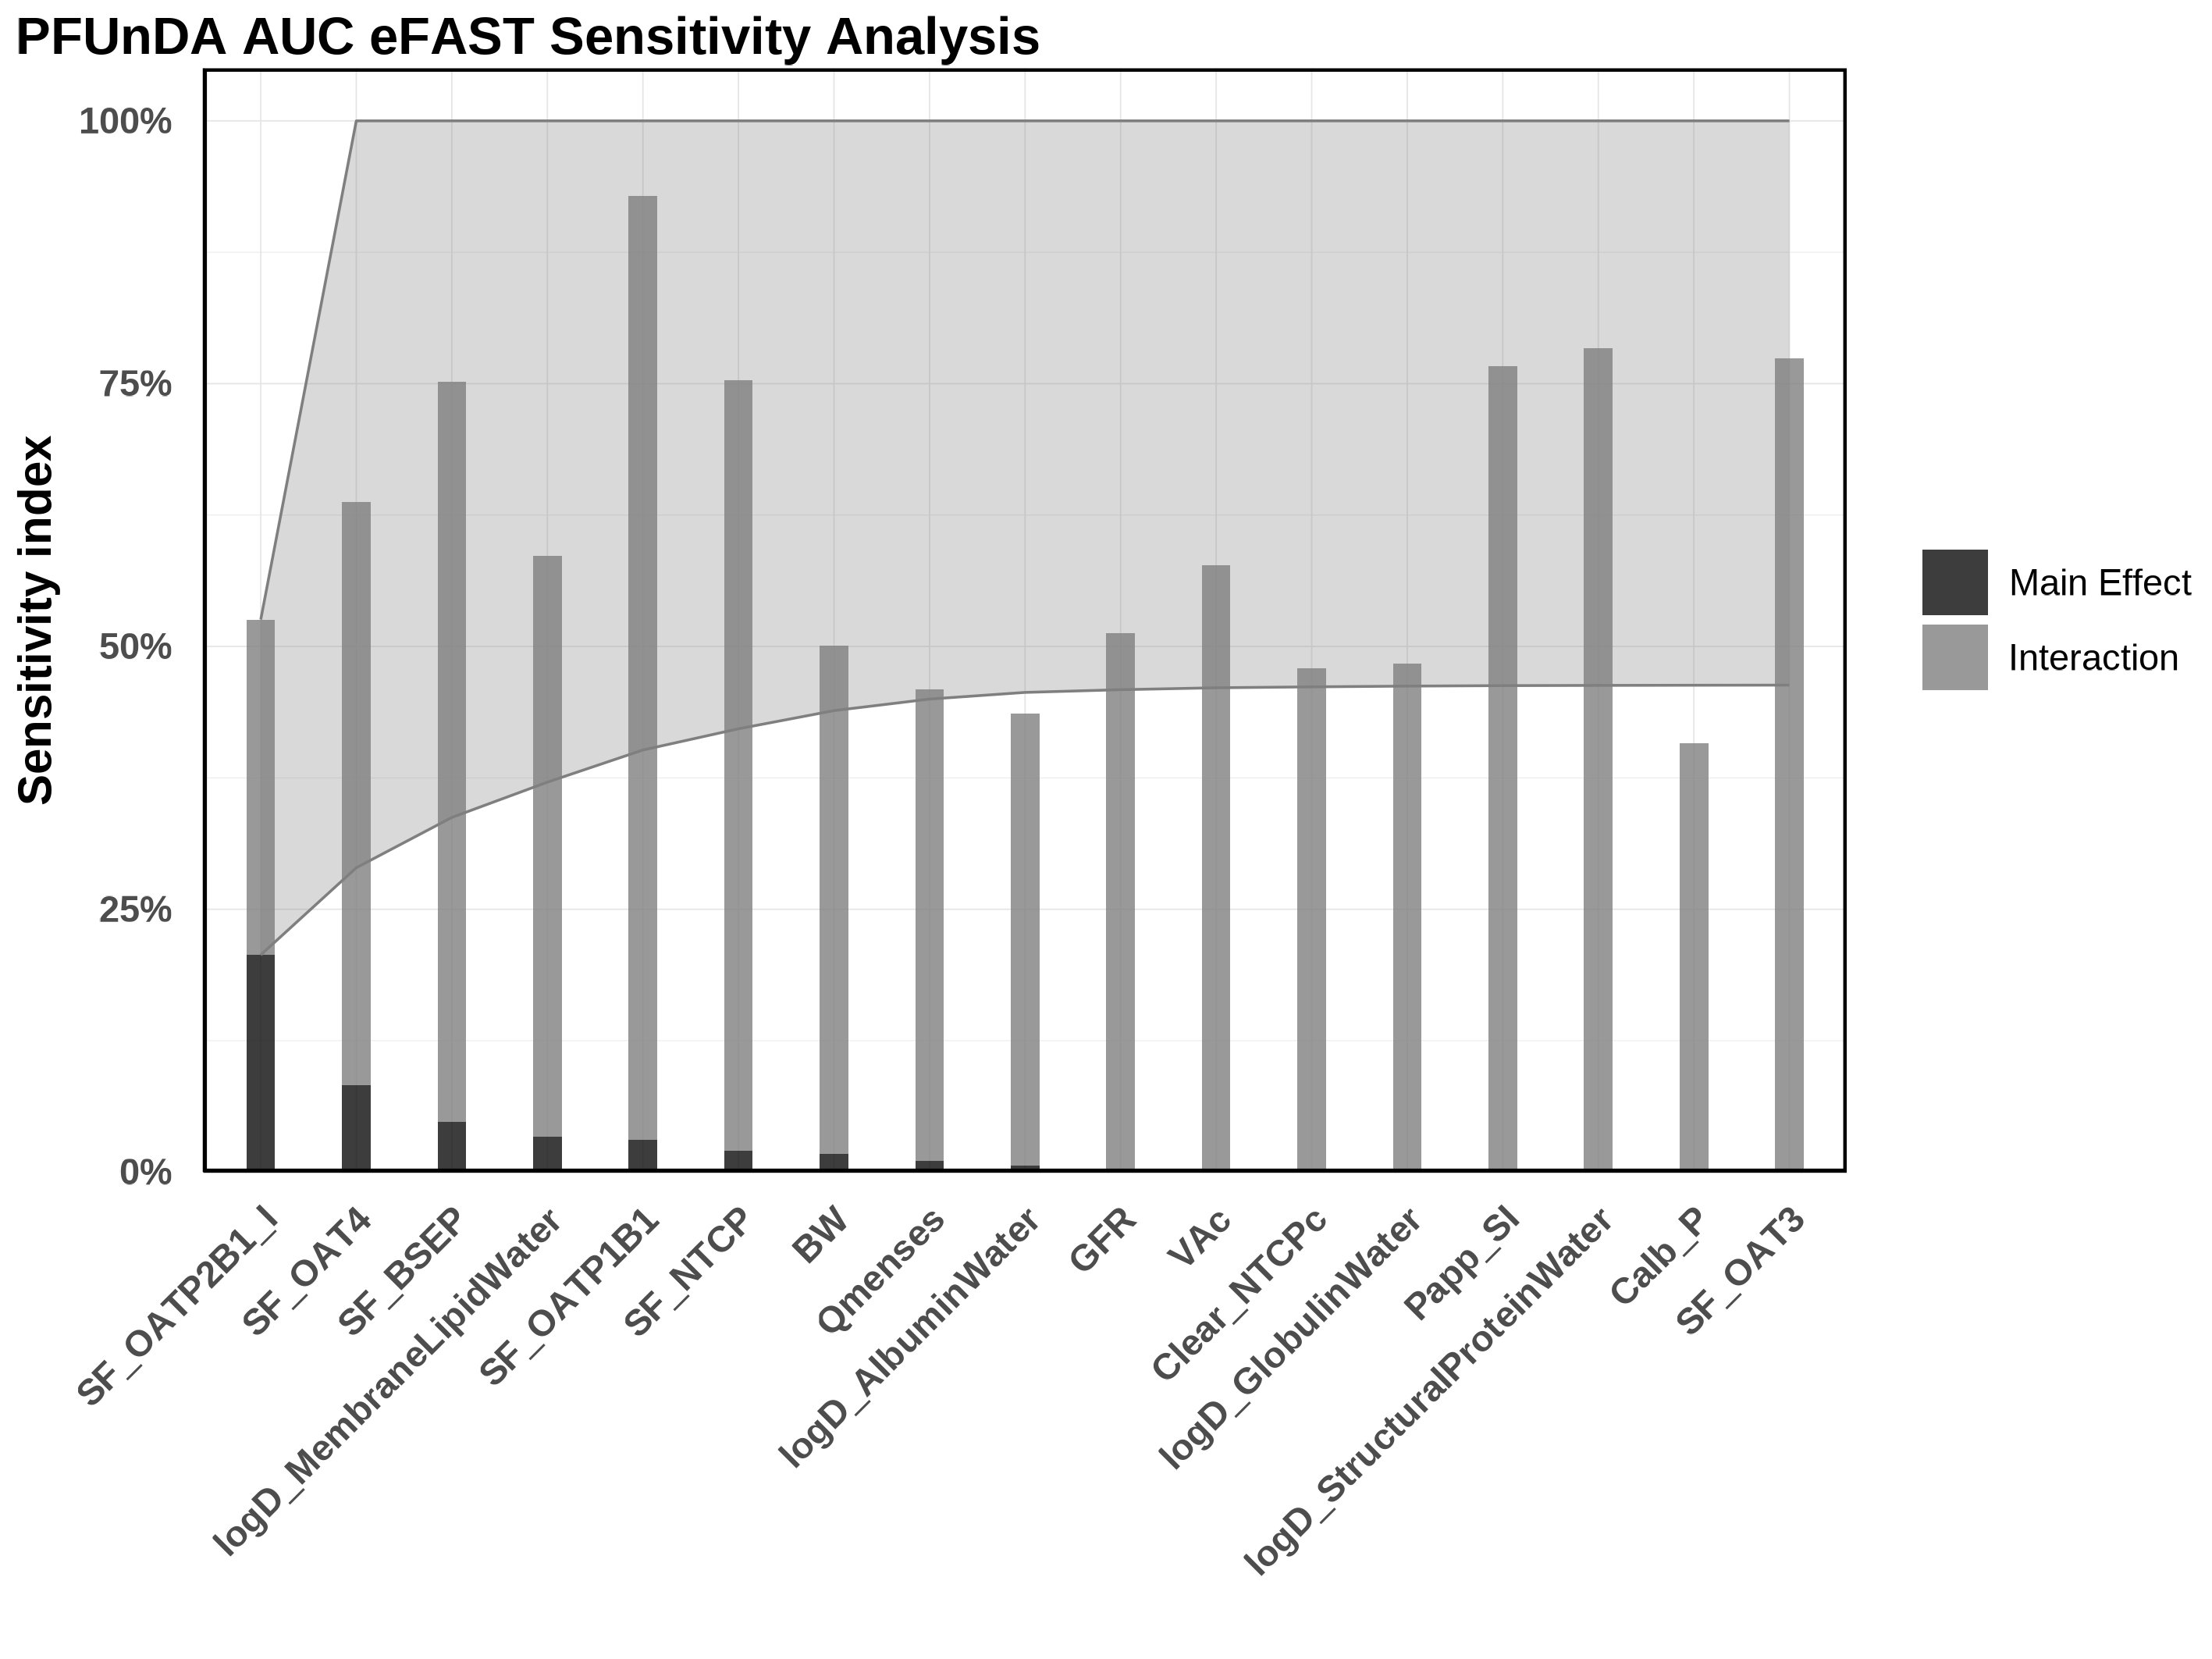 PFUnDA AUC eFAST Sensitivity Analysis
Sensitivity index
100%
75%
50%
25%
0%
SF_OATP2B1_I
SF_OAT4
SF_BSEP
logD_MembraneLipidWater
SF_OATP1B1
SF_NTCP
BW
Qmenses
logD_AlbuminWater
GFR
VAc
Clear_NTCPc
logD_GlobulinWater
Papp_SI
logD_StructuralProteinWater
Calb_P
SF_OAT3
Main Effect
Interaction